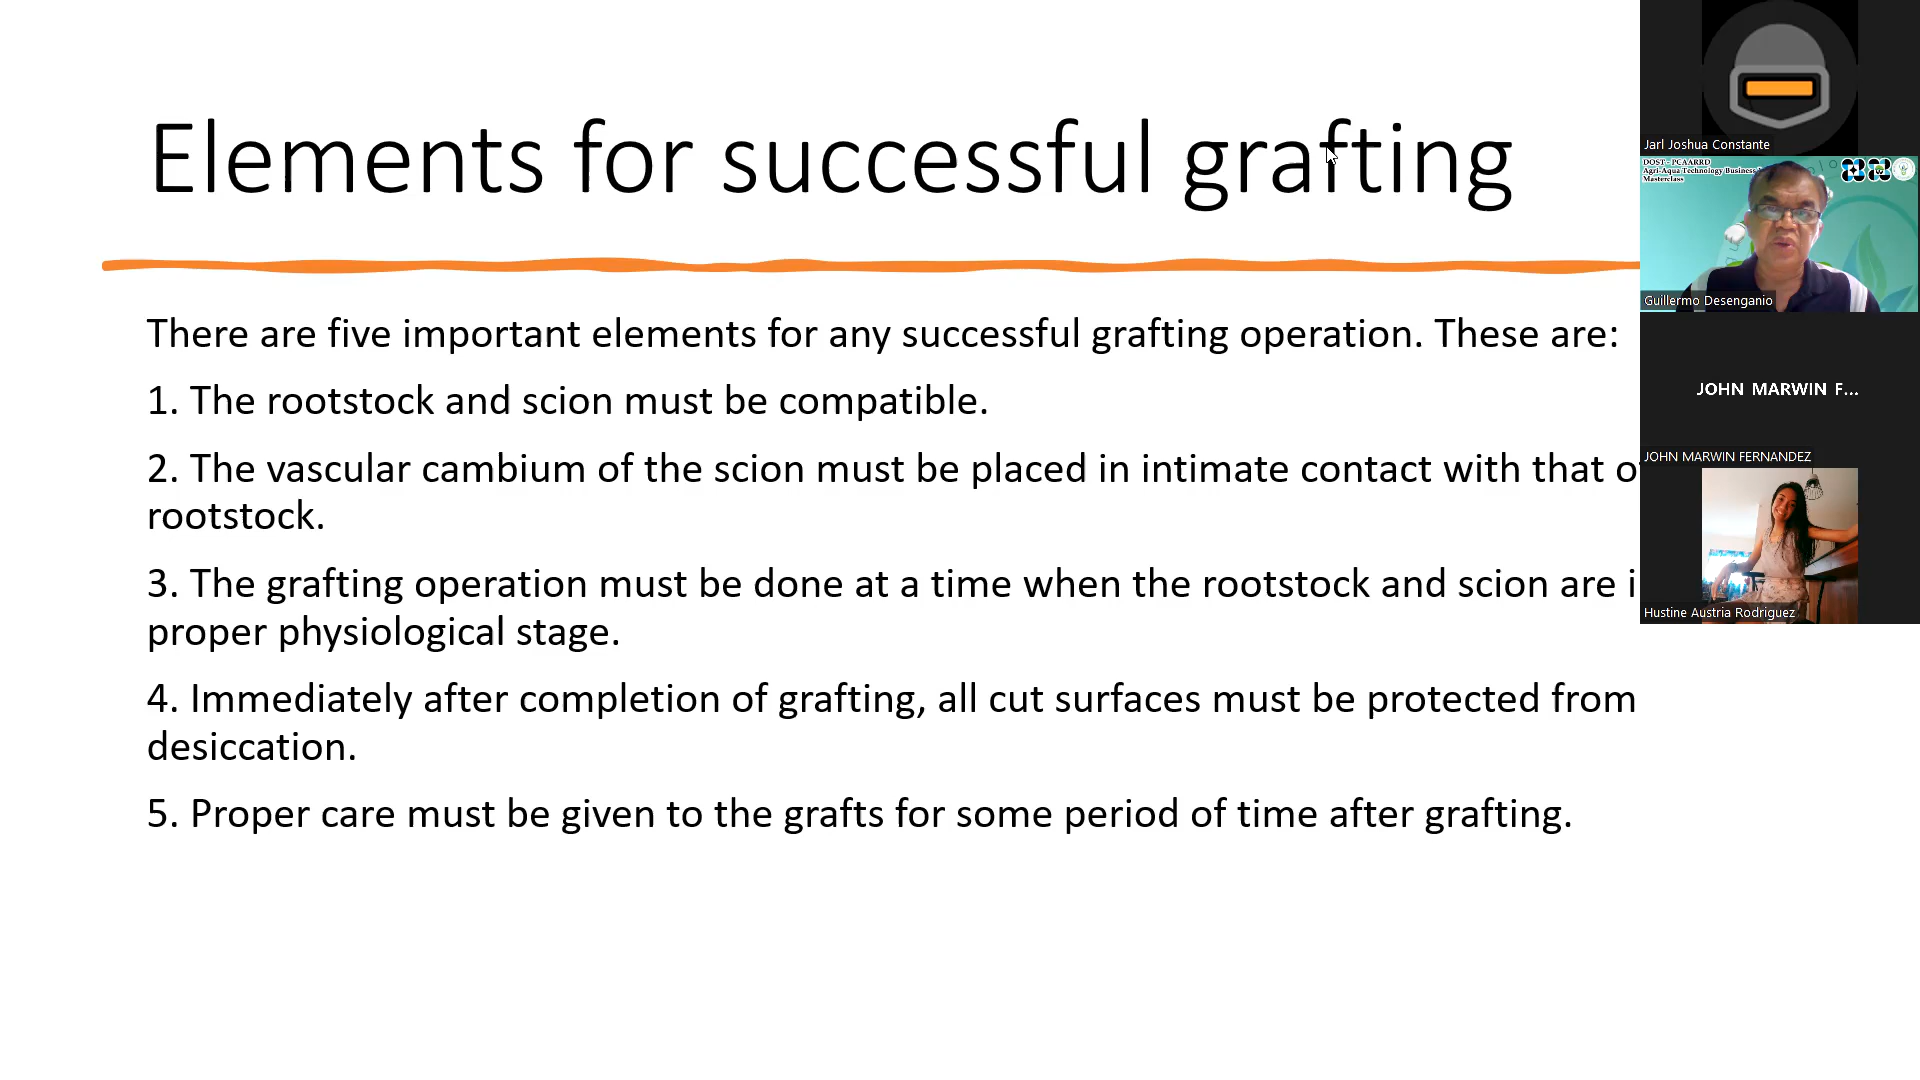 Elements for successful grafting
There are five important elements for any successful grafting operation. These are:
1. The rootstock and scion must be compatible.
2. The vascular cambium of the scion must be placed in intimate contact with that
rootstock.
3. The grafting operation must be done at a time when the rootstock and scion are
proper physiological stage.
4. Immediately after completion of grafting, all cut surfaces must be protected from
desiccation.
5. Proper care must be given to the grafts for some period of time after grafting.
Jarl Joshua Constante
DOST - PCAARRD
Agri-Aqua Technology Business
Masterclass
Guillermo Desenganio
JOHN MARWIN F...
JOHN MARWIN FERNANDEZ
Hustine Austria Rodriguez